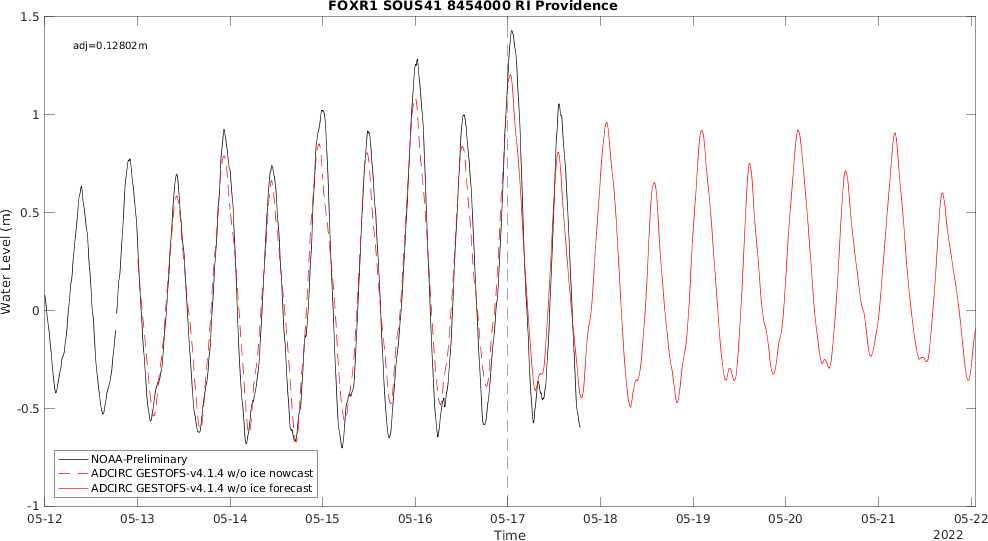 FOXR1 SOUS41 8454000 RI Providence
adj=0.12802m
1.5
1
0.5
0
-0.5
-1
Water Level (m)
NOAA-Preliminary
ADCIRC GESTOFS-v4.1.4 w/o ice nowcast
ADCIRC GESTOFS-v4.1.4 w/o ice forecast
05-12 05-13 05-14 05-15 05-16 05-17 05-18 05-19 05-20 05-21 05-22
Time
2022